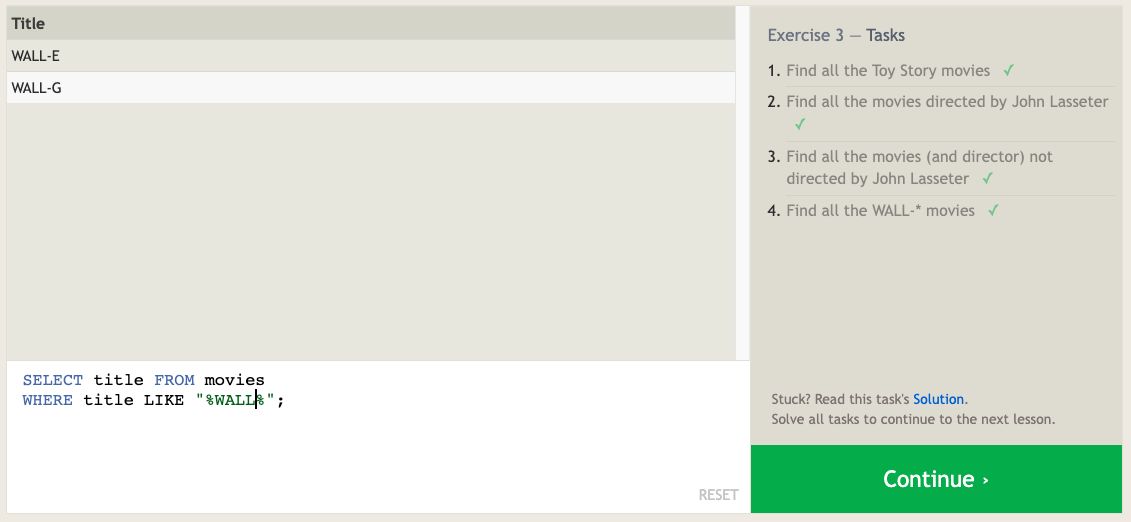 Title
WALL-E
WALL-G
SELECT title FROM movies
WHERE title LIKE "%WALL%";
RESET
Exercise 3 — Tasks
1. Find all the Toy Story movies ✓
2. Find all the movies directed by John Lasseter
✓
3. Find all the movies (and director) not
directed by John Lasseter ✓
4. Find all the WALL-* movies ✓
Stuck? Read this task's Solution.
Solve all tasks to continue to the next lesson.
Continue ›